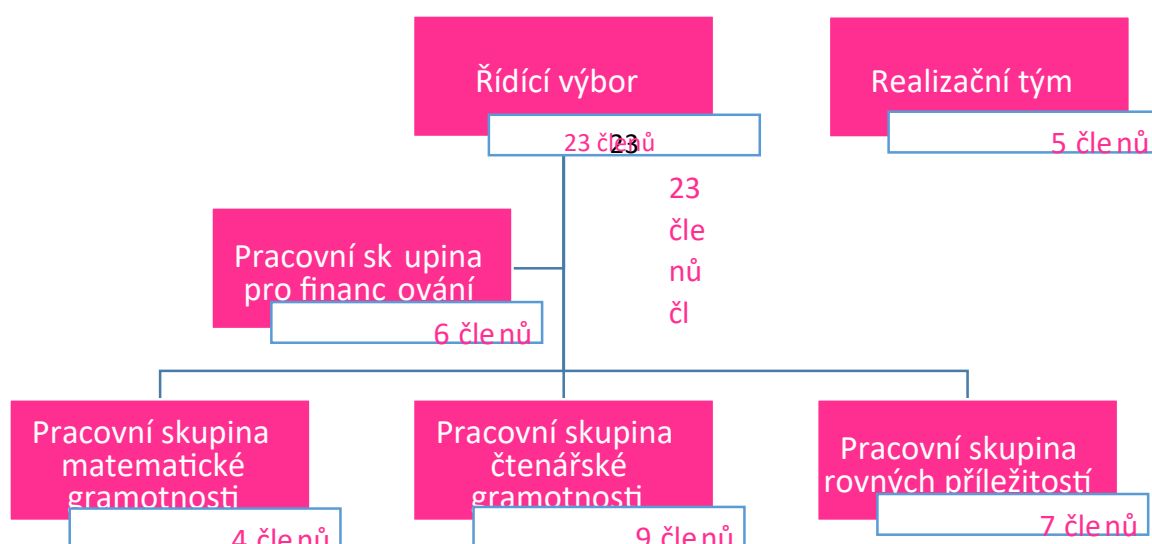 Řídící výbor
Realizační tým
23 členů
23
5 členů
23
čle
nů
čl
Pracovní sk upina
pro financ ování
6 členů
Pracovní skupina
matematické
gramotnosti
4 členů
Pracovní skupina
čtenářské
gramotnosti
9 členů
Pracovní skupina
rovných příležitostí
7 členů